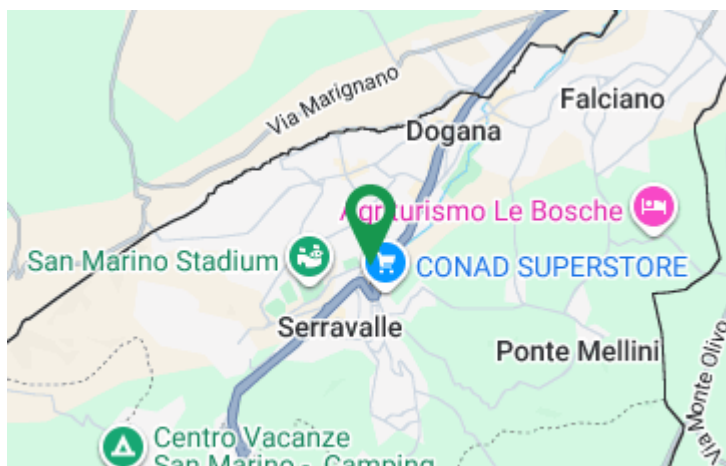 Via Marignano
Falciano
Dogana
Agriturismo Le Bosche
San Marino Stadium
CONAD SUPERSTORE
Serravalle
Ponte Mellini
Via Monte Olivo
Centro Vacanze
San Marino - Camping